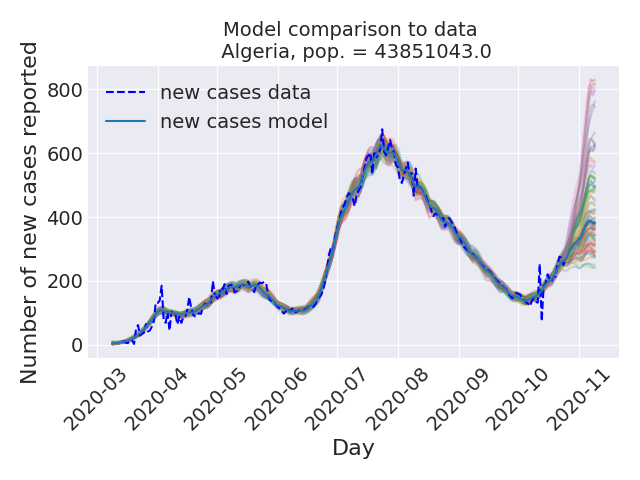 Model comparison to data
Algeria, pop. = 43851043.0
Number of new cases reported
800
600
400
200
0
new cases data
new cases model
2020-03
2020-04
2020-05
2020-06
2020-07
2020-08
2020-09
2020-10
2020-11
Day